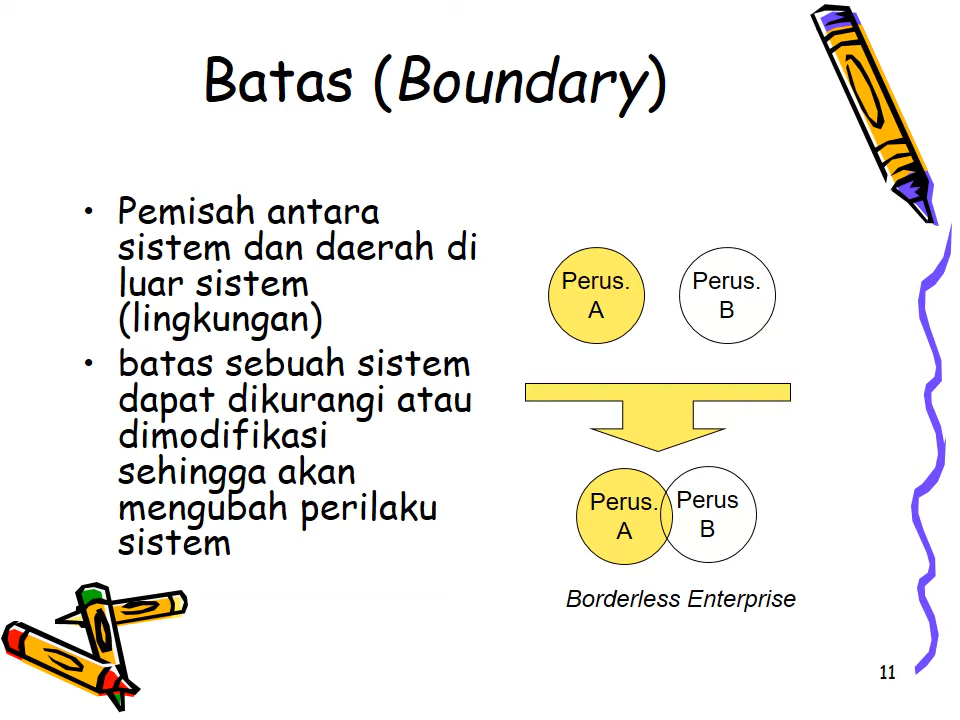 Batas (Boundary)
• Pemisah antara
sistem dan daerah di
luar sistem
(lingkungan)
• batas sebuah sistem
dapat dikurangi atau
dimodifikasi
sehingga akan
mengubah perilaku
sistem
Perus.
A
Perus.
B
Perus.
A
Perus
B
Borderless Enterprise
11